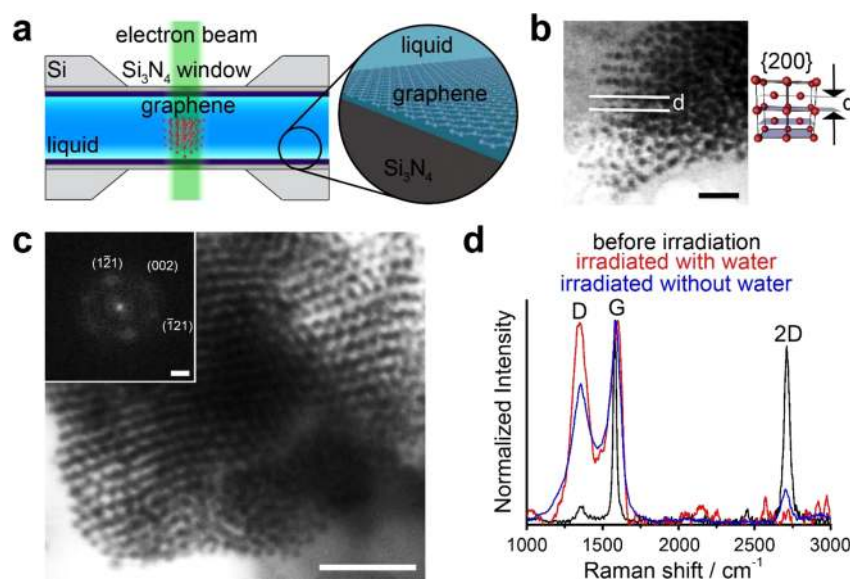 a
electron beam
Si
Si₃N₄ window
graphene
liquid
liquid
graphene
Si₃N₄
b
{200}
d
d
c
(1̄21)
(002)
(1̄21)
d
before irradiation
irradiated with water
irradiated without water
D
G
2D
Normalized Intensity
1000
1500
2000
2500
3000
Raman shift / cm⁻¹